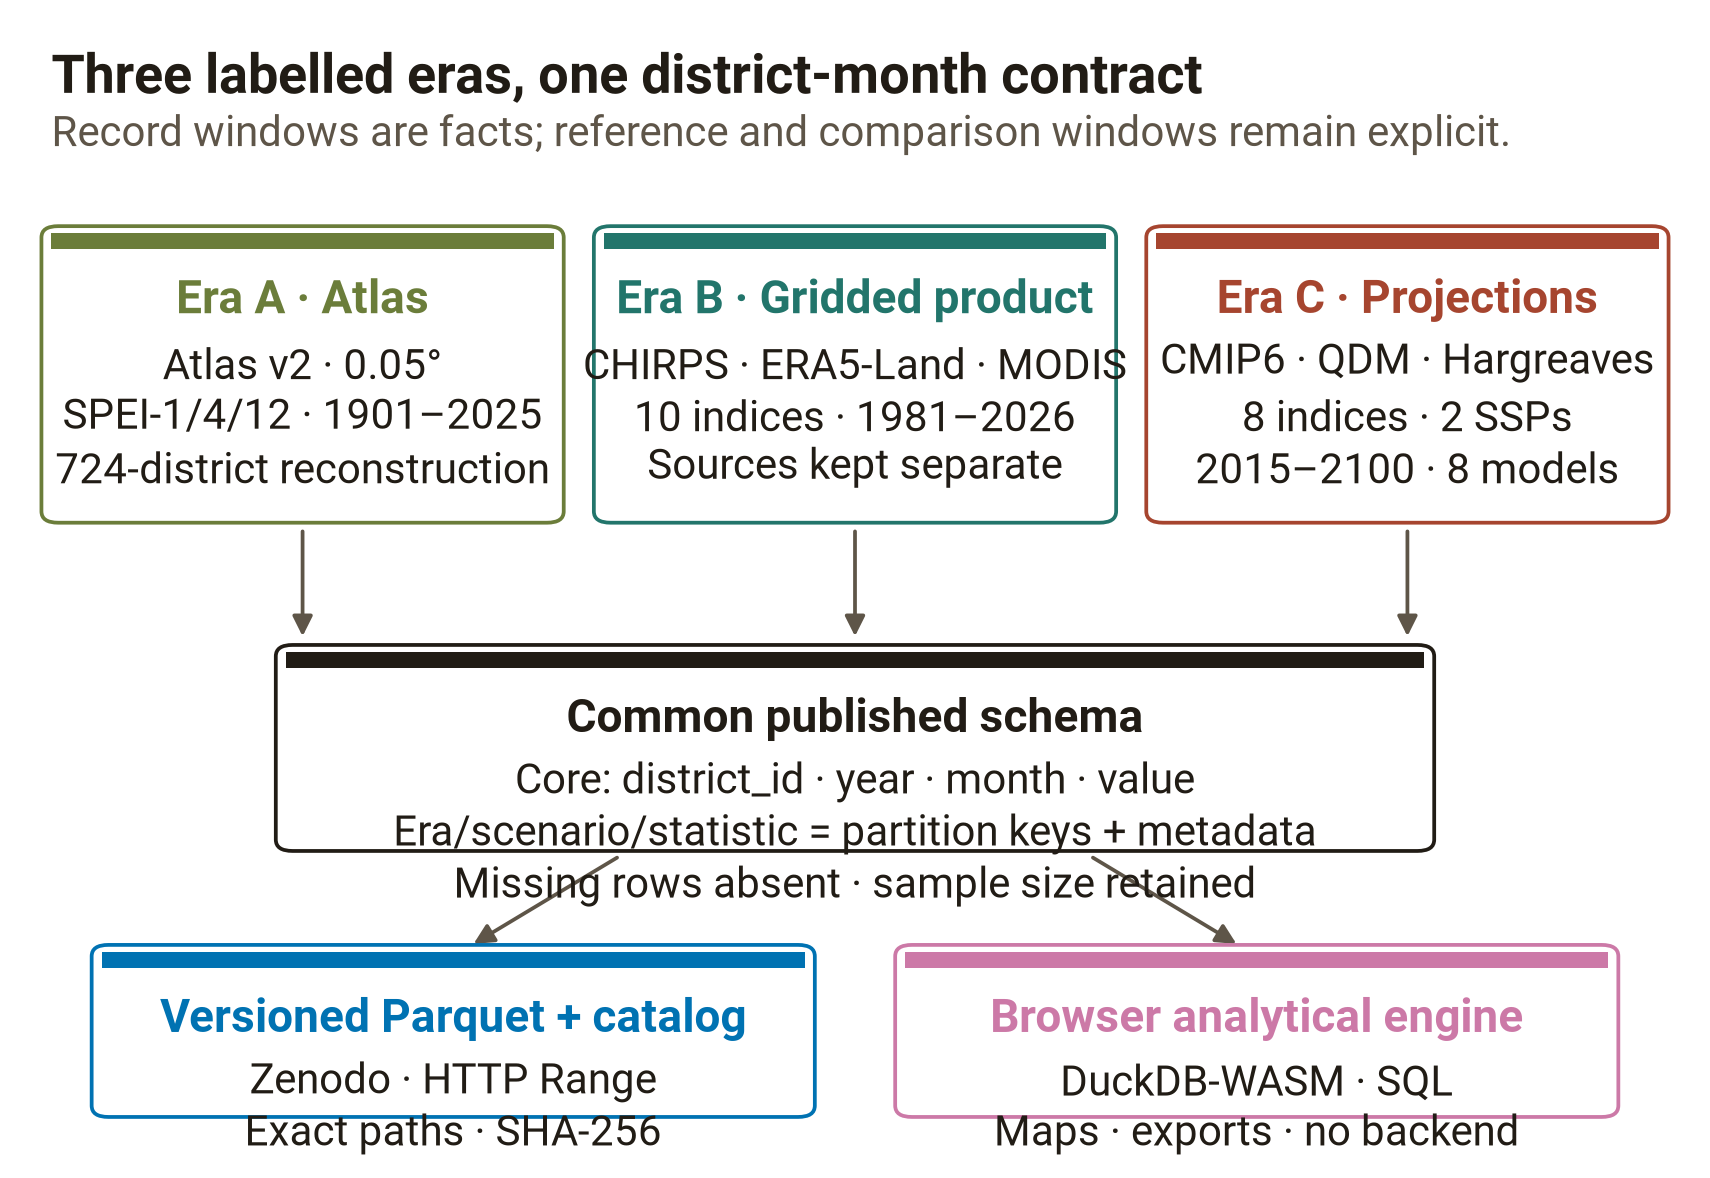 Three labelled eras, one district-month contract
Record windows are facts; reference and comparison windows remain explicit.
Era A · Atlas
Atlas v2 · 0.05°
SPEI-1/4/12 · 1901–2025
724-district reconstruction
Era B · Gridded product
CHIRPS · ERA5-Land · MODIS
10 indices · 1981–2026
Sources kept separate
Era C · Projections
CMIP6 · QDM · Hargreaves
8 indices · 2 SSPs
2015–2100 · 8 models
Common published schema
Core: district_id · year · month · value
Era/scenario/statistic = partition keys + metadata
Missing rows absent · sample size retained
Versioned Parquet + catalog
Zenodo · HTTP Range
Exact paths · SHA-256
Browser analytical engine
DuckDB-WASM · SQL
Maps · exports · no backend